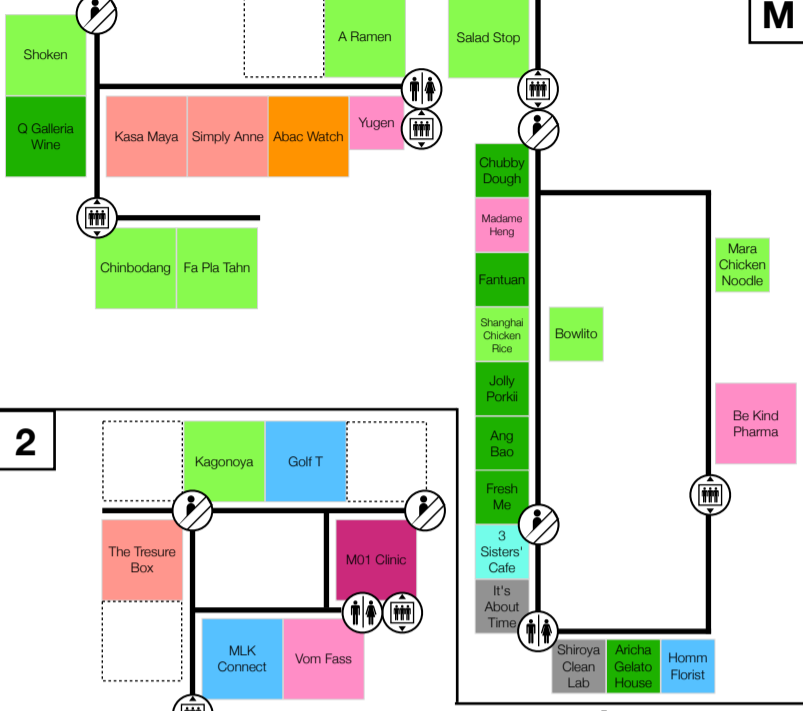 M
A Ramen
Salad Stop
Shoken
Q Galleria
Wine
Kasa Maya
Simply Anne
Abac Watch
Yugen
Chinbodang
Fa Pla Tahn
Chubby
Dough
Madame
Heng
Fantuan
Shanghai
Chicken
Rice
Jolly
Porkii
Ang
Bao
Fresh
Me
3
Sisters'
Cafe
It's
About
Time
Bowlito
Mara
Chicken
Noodle
Be Kind
Pharma
Shiroya
Clean
Lab
Aricha
Gelato
House
Homm
Florist
2
Kagonoya
Golf T
The Tresure
Box
M01 Clinic
MLK
Connect
Vom Fass